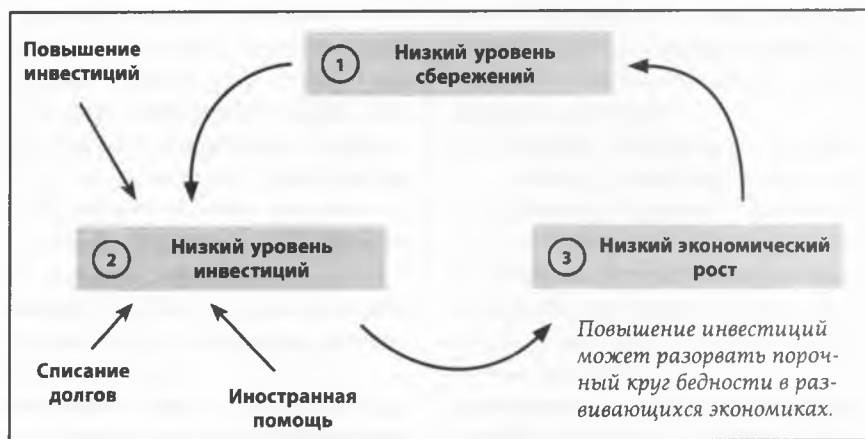 Повышение
инвестиций
1
Низкий уровень
сбережений
2
Низкий уровень
инвестиций
3
Низкий экономический
рост
Списание
долгов
Иностранная
помощь
Повышение инвестиций
может разорвать пороч-
ный круг бедности в раз-
вивающихся экономиках.